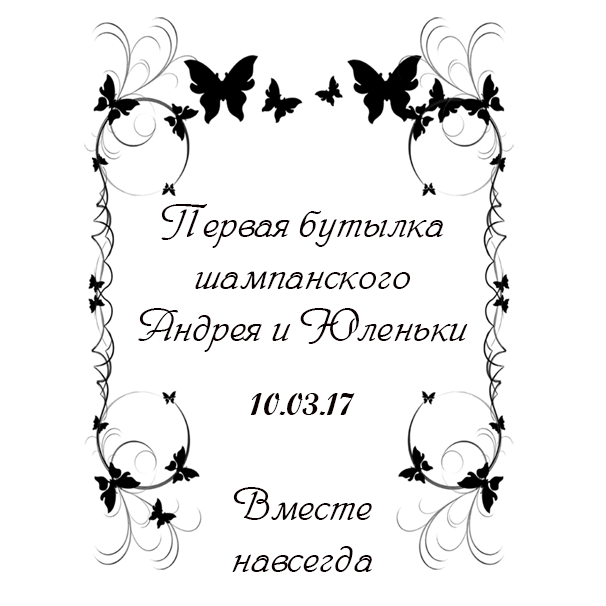 Первая бутылка
шампанского
Андрея и Юленьки
10.03.17
Вместе
навсегда